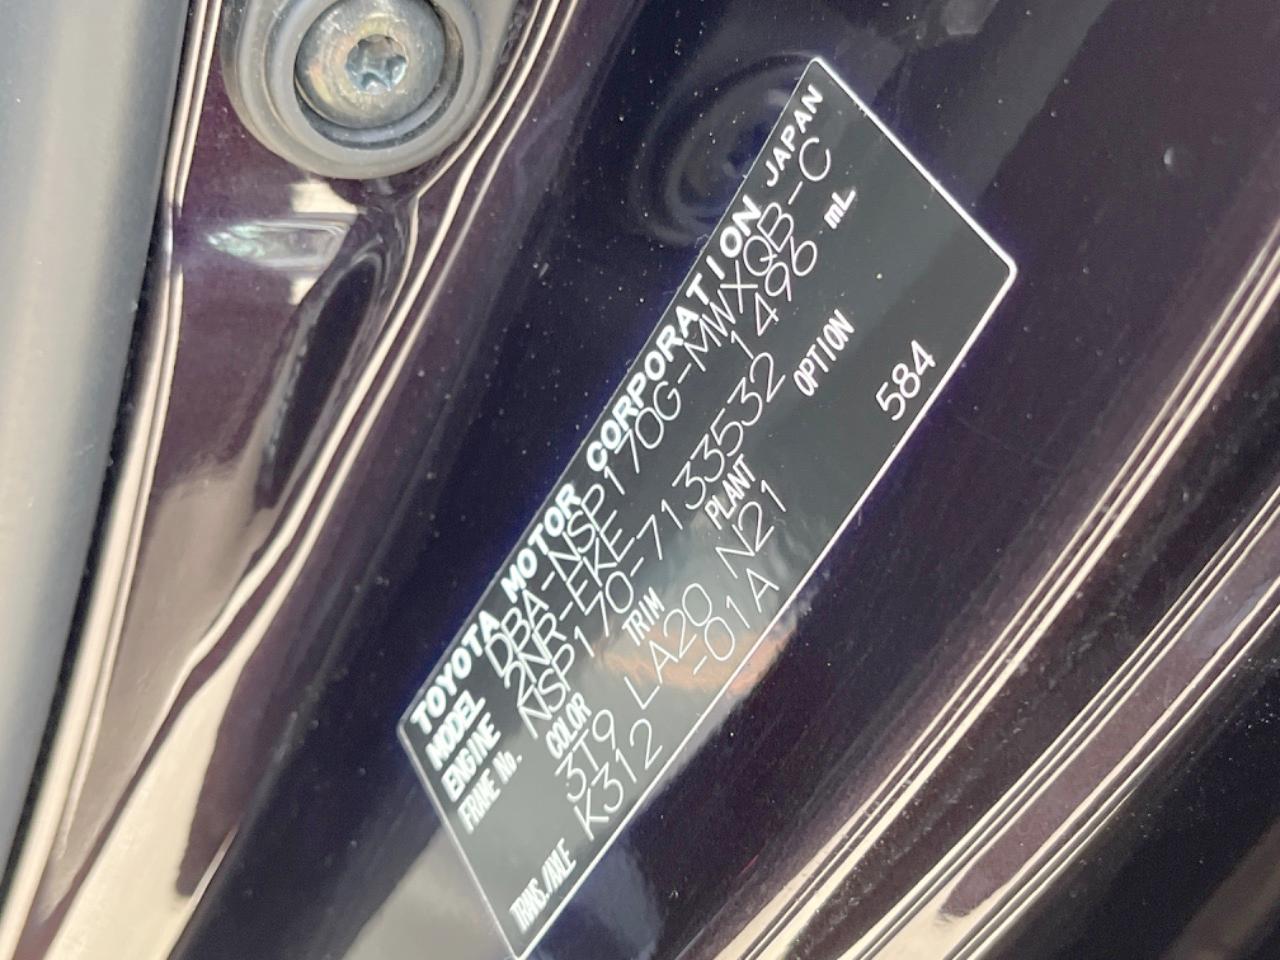 TOYOTA MOTOR CORPORATION JAPAN
MODEL DBA-NSP170G-MWXQB-C
ENGINE 2NR-EKE 1496 mL
FRAME No. NSP170-7133532
COLOR TRIM PLANT OPTION
3T9 LA20 N21 584
TRANS./AXLE K312 -01A